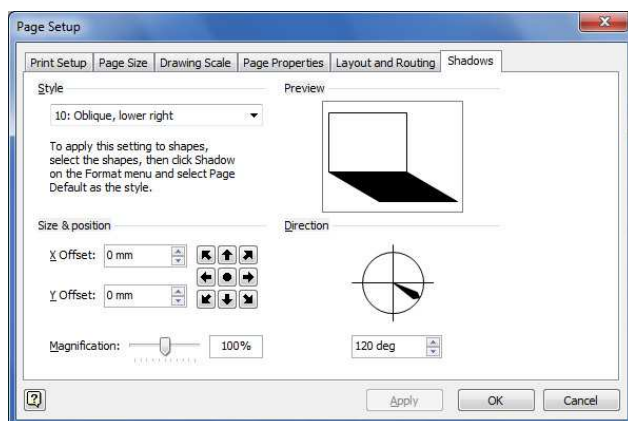 Page Setup
Print Setup
Page Size
Drawing Scale
Page Properties
Layout and Routing
Shadows
Style
10: Oblique, lower right
To apply this setting to shapes,
select the shapes, then click Shadow
on the Format menu and select Page
Default as the style.
Preview
Size & position
X Offset: 0 mm
Y Offset: 0 mm
Magnification: 100%
Direction
120 deg
?
Apply
OK
Cancel